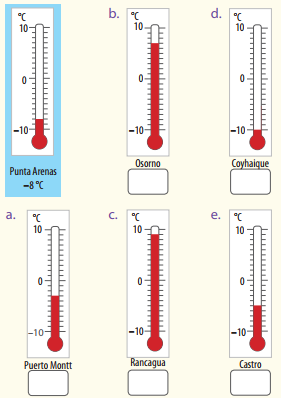 °C
10
0
–10
Punta Arenas
–8 °C
b.
°C
10
0
–10
Osorno
d.
°C
10
0
–10
Coyhaique
a.
°C
10
0
–10
Puerto Montt
c.
°C
10
0
–10
Rancagua
e.
°C
10
0
–10
Castro